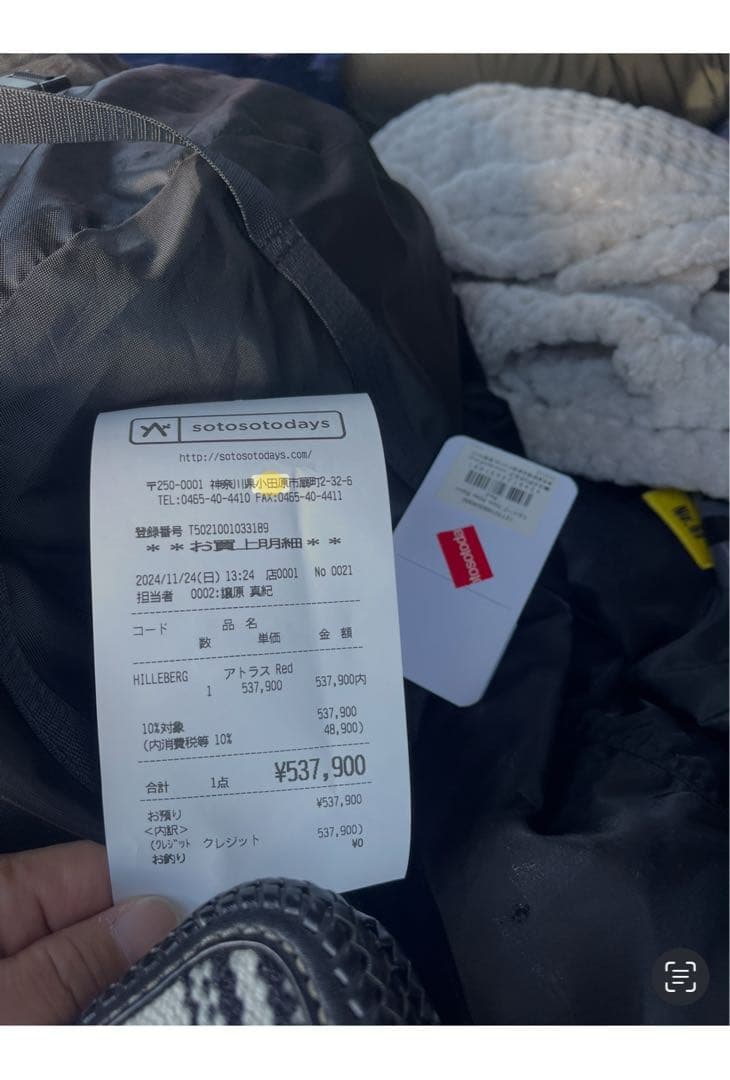 sotosotodays
http://sotosotodays.com/
〒250-0001 神奈川県小田原市扇町2-32-6
TEL:0465-40-4410 FAX:0465-40-4411
登録番号 T5021001033189
**お買上明細**
2024/11/24(日) 13:24 店0001 No 0021
担当者 0002:譲原 真紀
コード 品 名
数 単価 金 額
HILLEBERG アトラス Red
1 537,900 537,900内
10%対象 537,900
(内消費税等 10% 48,900)
合計 1点 ¥537,900
お預り ¥537,900
<内訳>
(クレジット クレジット 537,900)
お釣り ¥0
sotosotodays